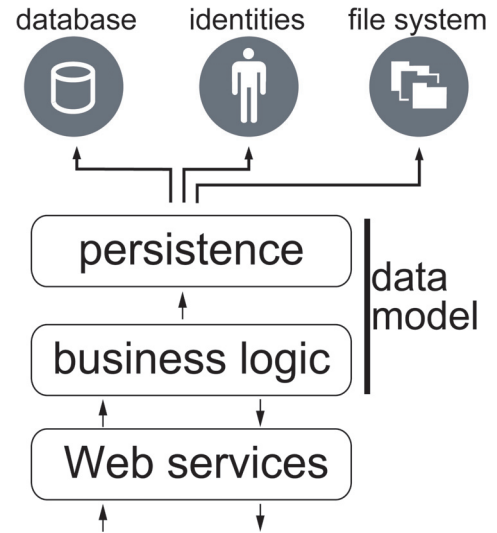 database
identities
file system
persistence
data
model
business logic
Web services